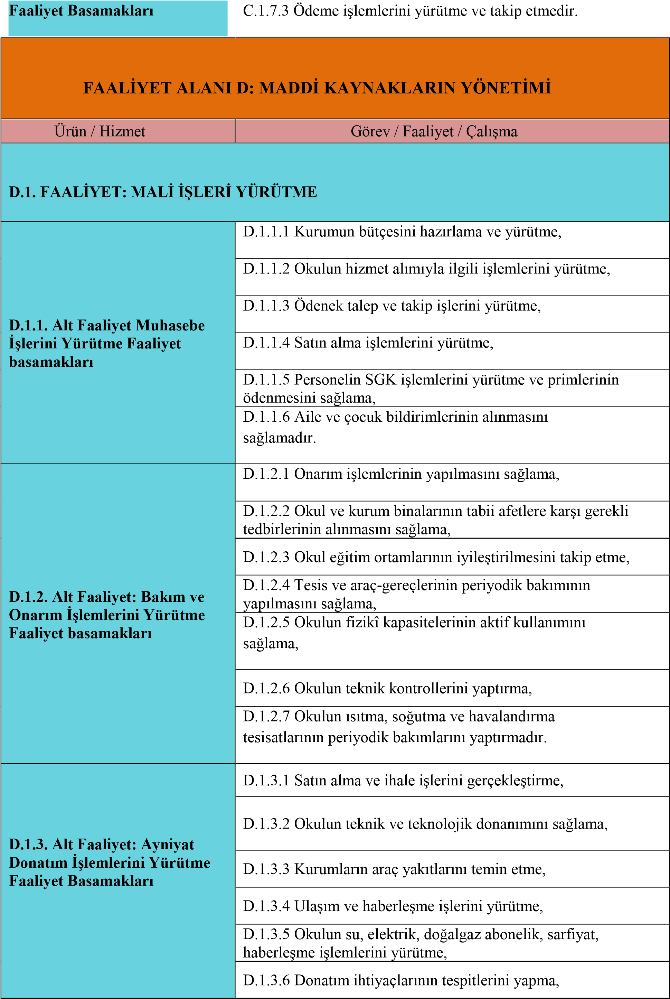 Faaliyet Basamakları
C.1.7.3 Ödeme işlemlerini yürütme ve takip etmedir.
FAALİYET ALANI D: MADDİ KAYNAKLARIN YÖNETİMİ
Ürün / Hizmet
Görev / Faaliyet / Çalışma
D.1. FAALİYET: MALİ İŞLERİ YÜRÜTME
D.1.1. Alt Faaliyet Muhasebe
İşlerini Yürütme Faaliyet
basamakları
D.1.1.1 Kurumun bütçesini hazırlama ve yürütme,
D.1.1.2 Okulun hizmet alımıyla ilgili işlemlerini yürütme,
D.1.1.3 Ödenek talep ve takip işlerini yürütme,
D.1.1.4 Satın alma işlemlerini yürütme,
D.1.1.5 Personelin SGK işlemlerini yürütme ve primlerinin
ödenmesini sağlama,
D.1.1.6 Aile ve çocuk bildirimlerinin alınmasını
sağlamadır.
D.1.2. Alt Faaliyet: Bakım ve
Onarım İşlemlerini Yürütme
Faaliyet basamakları
D.1.2.1 Onarım işlemlerinin yapılmasını sağlama,
D.1.2.2 Okul ve kurum binalarının tabii afetlere karşı gerekli
tedbirlerinin alınmasını sağlama,
D.1.2.3 Okul eğitim ortamlarının iyileştirilmesini takip etme,
D.1.2.4 Tesis ve araç-gereçlerinin periyodik bakımının
yapılmasını sağlama,
D.1.2.5 Okulun fizikî kapasitelerinin aktif kullanımını
sağlama,
D.1.2.6 Okulun teknik kontrollerini yaptırma,
D.1.2.7 Okulun ısıtma, soğutma ve havalandırma
tesisatlarının periyodik bakımlarını yaptırmadır.
D.1.3. Alt Faaliyet: Ayniyat
Donatım İşlemlerini Yürütme
Faaliyet Basamakları
D.1.3.1 Satın alma ve ihale işlerini gerçekleştirme,
D.1.3.2 Okulun teknik ve teknolojik donanımını sağlama,
D.1.3.3 Kurumların araç yakıtlarını temin etme,
D.1.3.4 Ulaşım ve haberleşme işlerini yürütme,
D.1.3.5 Okulun su, elektrik, doğalgaz abonelik, sarfiyat,
haberleşme işlemlerini yürütme,
D.1.3.6 Donatım ihtiyaçlarının tespitlerini yapma,